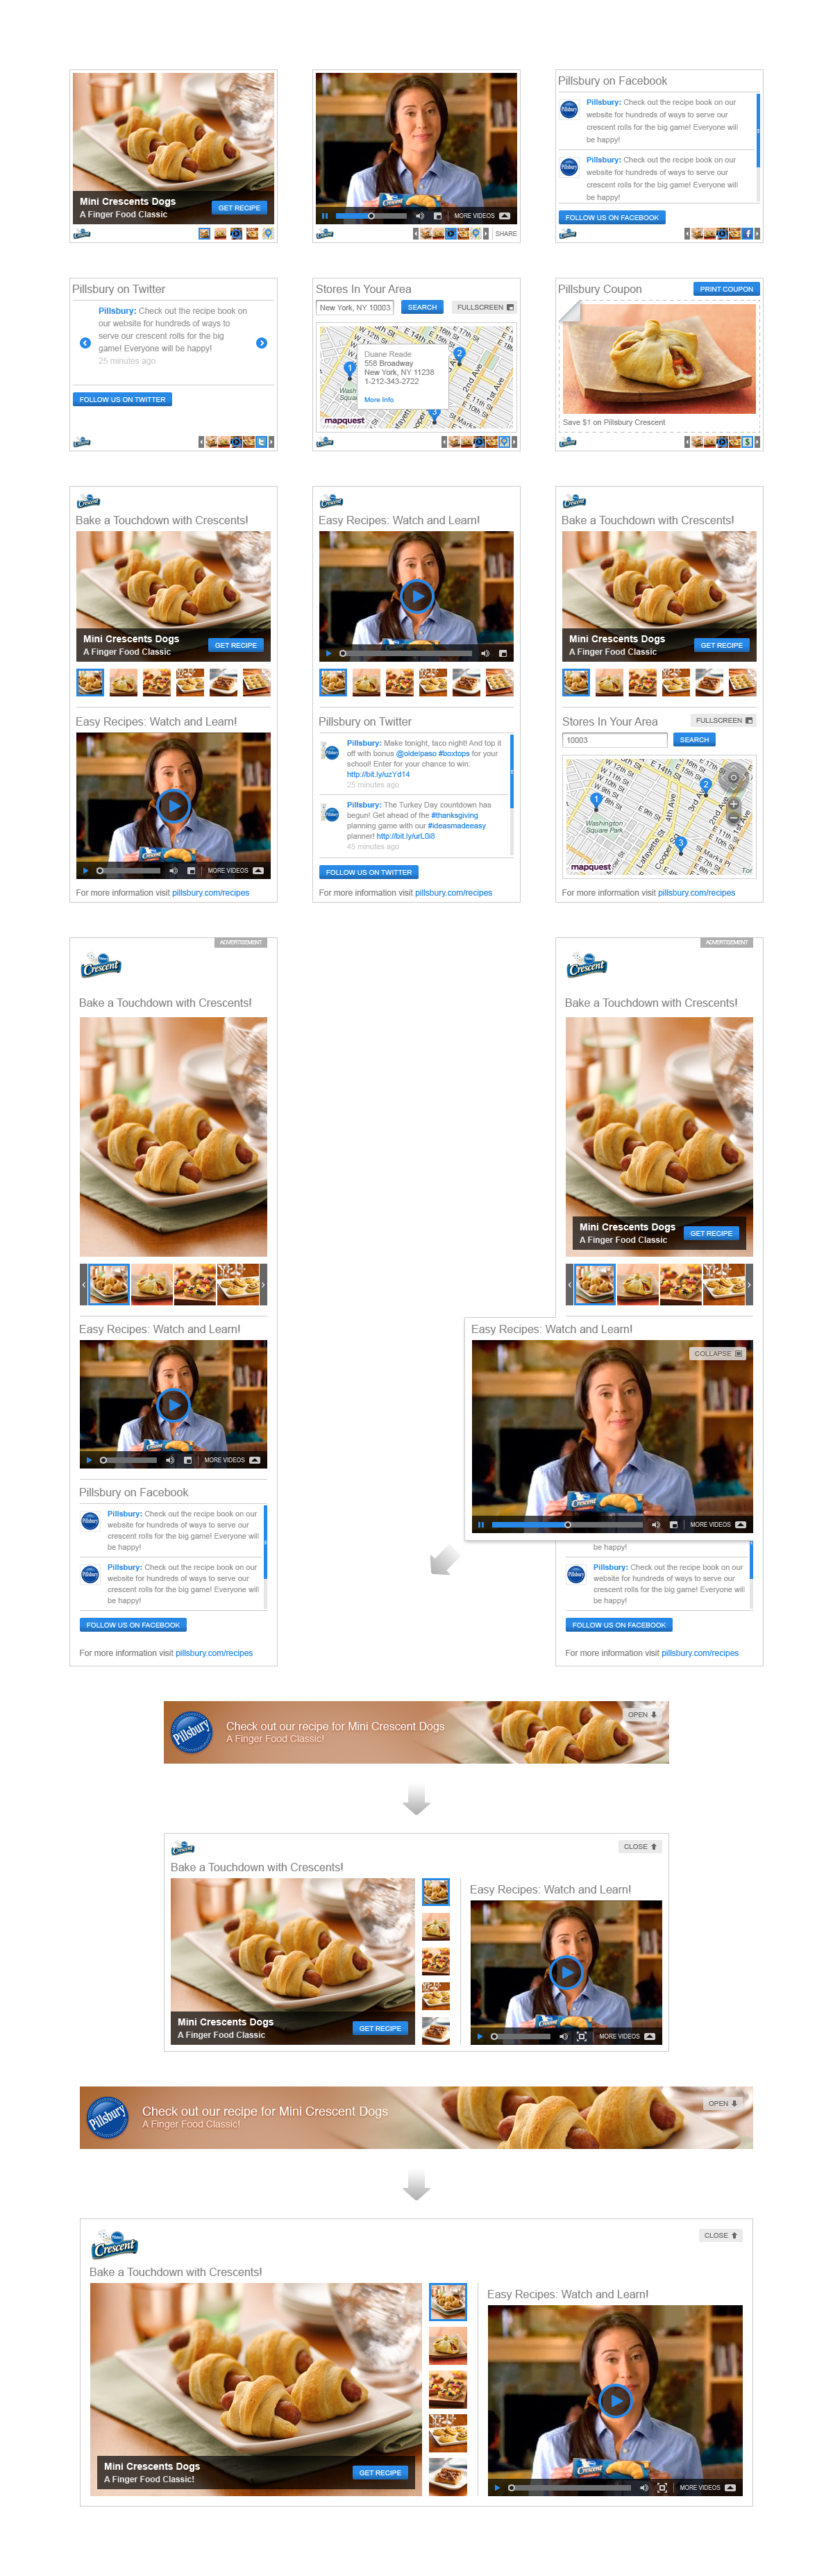 Mini Crescents Dogs
A Finger Food Classic
GET RECIPE
MORE VIDEOS
SHARE
Pillsbury on Facebook
Pillsbury: Check out the recipe book on our
website for hundreds of ways to serve our
crescent rolls for the big game! Everyone will
be happy!
Pillsbury: Check out the recipe book on our
website for hundreds of ways to serve our
crescent rolls for the big game! Everyone will
be happy!
FOLLOW US ON FACEBOOK
Pillsbury on Twitter
Pillsbury: Check out the recipe book on
our website for hundreds of ways to
serve our crescent rolls for the big
game! Everyone will be happy!
25 minutes ago
FOLLOW US ON TWITTER
Stores In Your Area
New York, NY 10003
SEARCH
FULLSCREEN
Duane Reade
558 Broadway
New York, NY 11238
1-212-343-2722
More Info
1
2
3
mapquest
Pillsbury Coupon
PRINT COUPON
Save $1 on Pillsbury Crescent
Crescent
Bake a Touchdown with Crescents!
Mini Crescents Dogs
A Finger Food Classic
GET RECIPE
Easy Recipes: Watch and Learn!
MORE VIDEOS
For more information visit pillsbury.com/recipes
Crescent
Easy Recipes: Watch and Learn!
Pillsbury on Twitter
Pillsbury: Make tonight, taco night! And top it
off with bonus @oldelpaso #boxtops for your
school! Enter for your chance to win:
http://bit.ly/uzYd14
25 minutes ago
Pillsbury: The Turkey Day countdown has
begun! Get ahead of the #thanksgiving
planning game with our #ideasmadeeasy
planner! http://bit.ly/urL0i8
45 minutes ago
FOLLOW US ON TWITTER
For more information visit pillsbury.com/recipes
Crescent
Bake a Touchdown with Crescents!
Mini Crescents Dogs
A Finger Food Classic
GET RECIPE
Stores In Your Area
FULLSCREEN
10003
SEARCH
1
2
3
Washington
Square Park
4th Ave
3rd Ave
2nd Ave
St Marks Pl
mapquest
For more information visit pillsbury.com/recipes
ADVERTISEMENT
Crescent
Bake a Touchdown with Crescents!
Easy Recipes: Watch and Learn!
MORE VIDEOS
Pillsbury on Facebook
Pillsbury: Check out the recipe book on our
website for hundreds of ways to serve our
crescent rolls for the big game! Everyone will
be happy!
Pillsbury: Check out the recipe book on our
website for hundreds of ways to serve our
crescent rolls for the big game! Everyone will
be happy!
FOLLOW US ON FACEBOOK
For more information visit pillsbury.com/recipes
ADVERTISEMENT
Crescent
Bake a Touchdown with Crescents!
Mini Crescents Dogs
A Finger Food Classic
GET RECIPE
Easy Recipes: Watch and Learn!
COLLAPSE
Crescent
MORE VIDEOS
be happy!
Pillsbury: Check out the recipe book on our
website for hundreds of ways to serve our
crescent rolls for the big game! Everyone will
be happy!
FOLLOW US ON FACEBOOK
For more information visit pillsbury.com/recipes
Pillsbury
Check out our recipe for Mini Crescent Dogs
A Finger Food Classic!
OPEN
Crescent
CLOSE
Bake a Touchdown with Crescents!
Mini Crescents Dogs
A Finger Food Classic
GET RECIPE
Easy Recipes: Watch and Learn!
MORE VIDEOS
Pillsbury
Check out our recipe for Mini Crescent Dogs
A Finger Food Classic!
OPEN
Crescent
CLOSE
Bake a Touchdown with Crescents!
Mini Crescents Dogs
A Finger Food Classic!
GET RECIPE
Easy Recipes: Watch and Learn!
Crescent
MORE VIDEOS